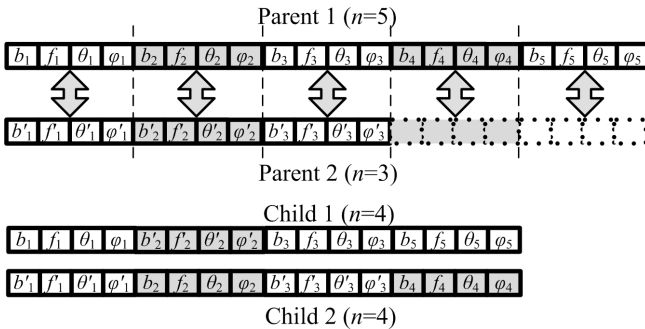 Parent 1 (n=5)
b₁ f₁ θ₁ φ₁ b₂ f₂ θ₂ φ₂ b₃ f₃ θ₃ φ₃ b₄ f₄ θ₄ φ₄ b₅ f₅ θ₅ φ₅
b'₁ f'₁ θ'₁ φ'₁ b'₂ f'₂ θ'₂ φ'₂ b'₃ f'₃ θ'₃ φ'₃
Parent 2 (n=3)
Child 1 (n=4)
b₁ f₁ θ₁ φ₁ b'₂ f'₂ θ'₂ φ'₂ b₃ f₃ θ₃ φ₃ b₅ f₅ θ₅ φ₅
b'₁ f'₁ θ'₁ φ'₁ b₂ f₂ θ₂ φ₂ b'₃ f'₃ θ'₃ φ'₃ b₄ f₄ θ₄ φ₄
Child 2 (n=4)